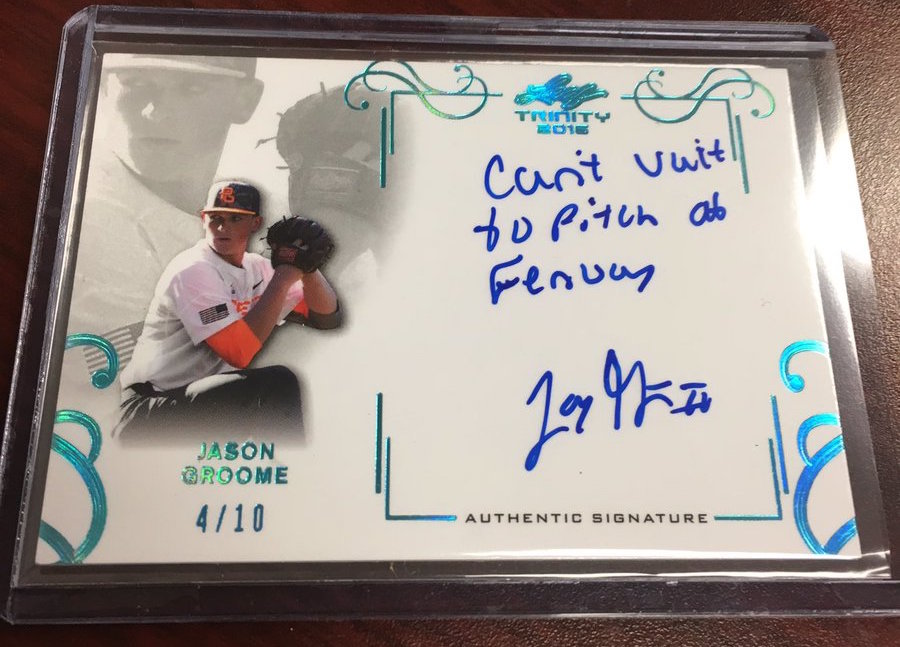 TRINITY
2016
Can't wait
to Pitch at
Fenway
JASON
GROOME
4/10
AUTHENTIC SIGNATURE